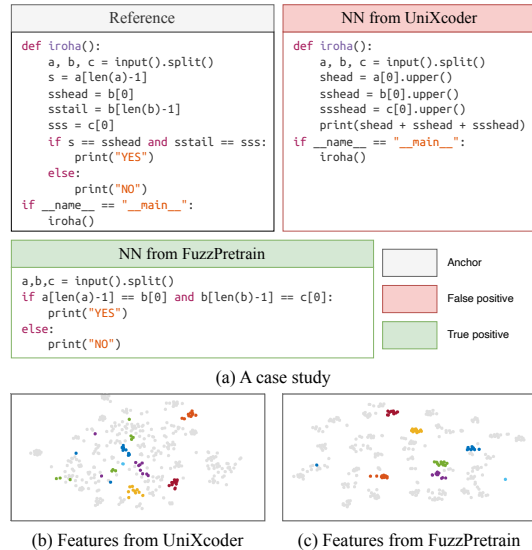 Reference
def iroha():
    a, b, c = input().split()
    s = a[len(a)-1]
    sshead = b[0]
    sstail = b[len(b)-1]
    sss = c[0]
    if s == sshead and sstail == sss:
        print("YES")
    else:
        print("NO")
if __name__ == "__main__":
    iroha()
NN from UniXcoder
def iroha():
    a, b, c = input().split()
    shead = a[0].upper()
    sshead = b[0].upper()
    ssshead = c[0].upper()
    print(shead + sshead + ssshead)
if __name__ == "__main__":
    iroha()
NN from FuzzPretrain
a,b,c = input().split()
if a[len(a)-1] == b[0] and b[len(b)-1] == c[0]:
    print("YES")
else:
    print("NO")
Anchor
False positive
True positive
(a) A case study
(b) Features from UniXcoder
(c) Features from FuzzPretrain